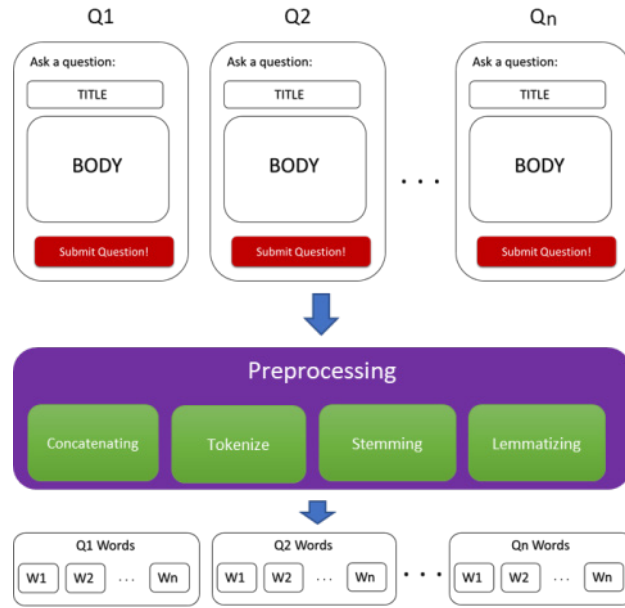 Q1 Q2 Qn
Ask a question: Ask a question: Ask a question:
TITLE TITLE TITLE
BODY BODY BODY
. . .
Submit Question! Submit Question! Submit Question!
Preprocessing
Concatenating Tokenize Stemming Lemmatizing
Q1 Words Q2 Words Qn Words
W1 W2 ... Wn W1 W2 ... Wn . . . W1 W2 ... Wn